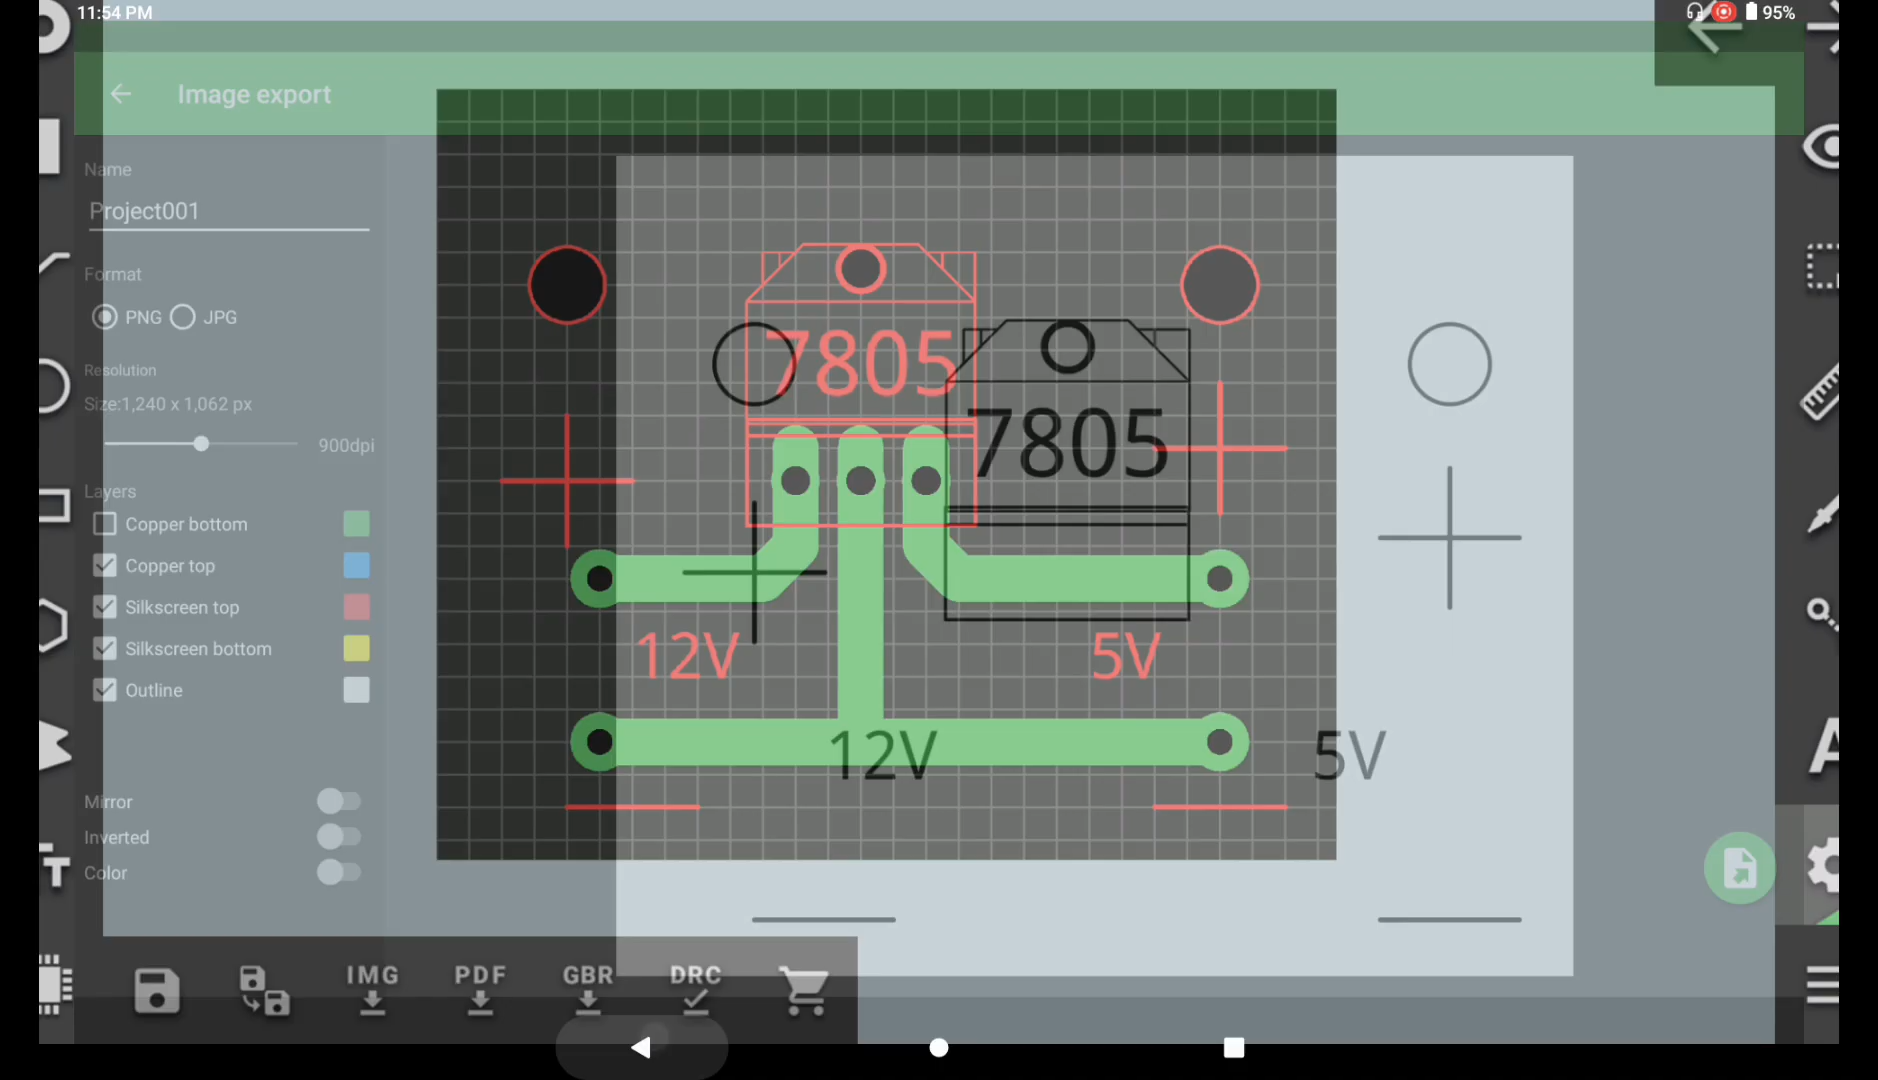 11:54 PM
95%
Image export
Name
Project001
Format
PNG
JPG
Resolution
Size:1,240 x 1,062 px
900dpi
Layers
Copper bottom
Copper top
Silkscreen top
Silkscreen bottom
Outline
Mirror
Inverted
Color
7805
7805
12V
5V
12V
5V
A
TT
IMG
PDF
GBR
DRC